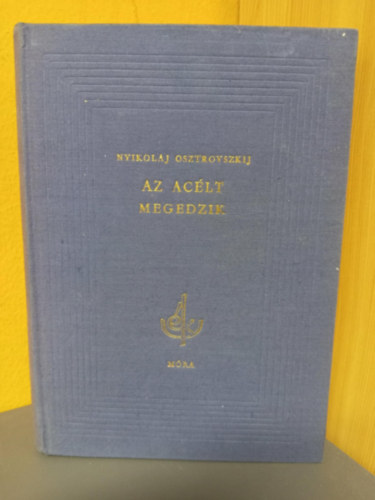 NYIKOLAJ OSZTROVSZKIJ
AZ ACÉLT
MEGEDZIK
MÓRA